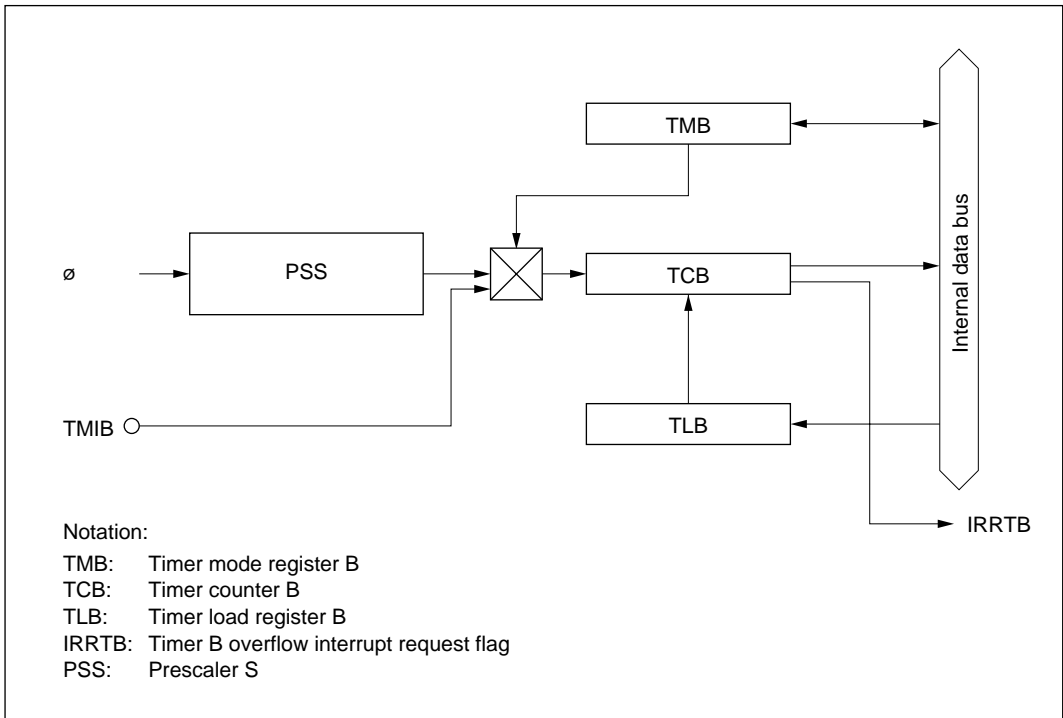 TMB
ø
PSS
TCB
Internal data bus
TMIB
TLB
IRRTB
Notation:
TMB: Timer mode register B
TCB: Timer counter B
TLB: Timer load register B
IRRTB: Timer B overflow interrupt request flag
PSS: Prescaler S